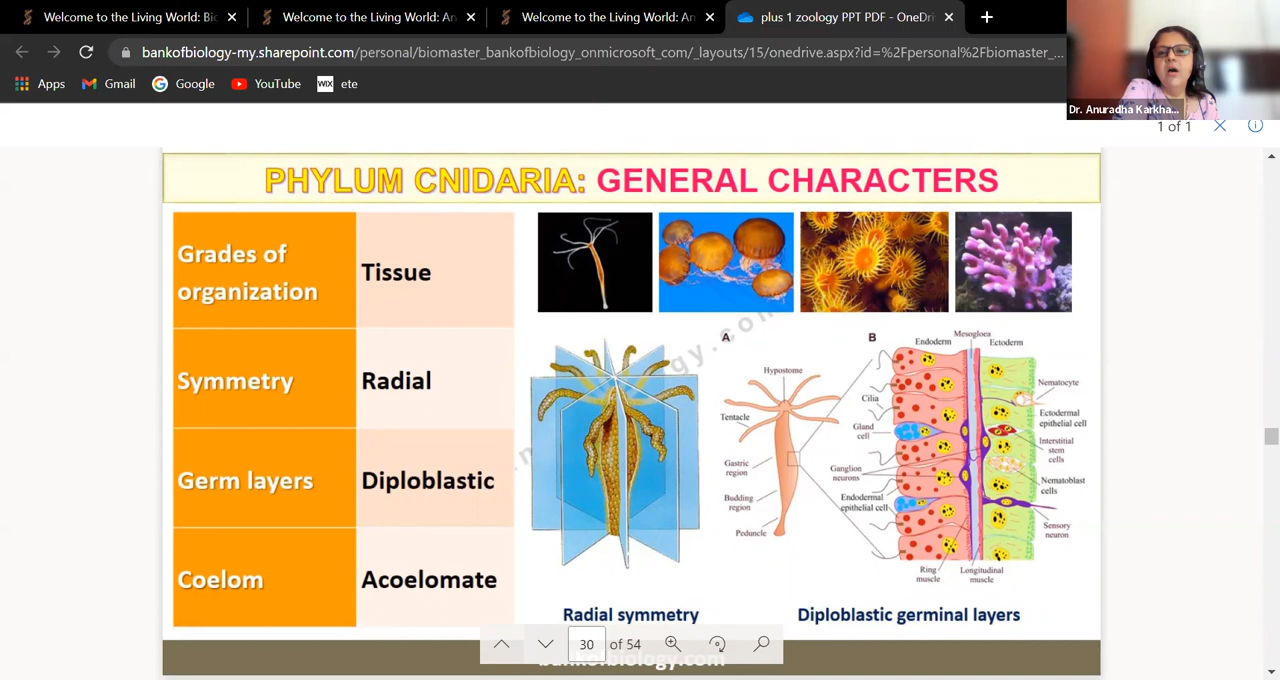 Welcome to the Living World: Bic
Welcome to the Living World: An
Welcome to the Living World: An
plus 1 zoology PPT PDF - OneDri
bankofbiology-my.sharepoint.com/personal/biomaster_bankofbiology_onmicrosoft_com/_layouts/15/onedrive.aspx?id=%2Fpersonal%2Fbiomaster_...
Apps
Gmail
Google
YouTube
WIX
ete
Dr. Anuradha Karkha...
1 of 1
PHYLUM CNIDARIA: GENERAL CHARACTERS
Grades of
organization
Tissue
Symmetry
Radial
Germ layers
Diploblastic
Coelom
Acoelomate
Radial symmetry
A
Hypostome
Tentacle
Gastric
region
Budding
region
Peduncle
B
Mesogloea
Endoderm
Ectoderm
Cilia
Gland
cell
Ganglion
neurons
Endodermal
epithelial cell
Nematocyte
Ectodermal
epithelial cell
Interstitial
stem
cells
Nematoblast
cells
Sensory
neuron
Ring
muscle
Longitudinal
muscle
Diploblastic germinal layers
30 of 54
bankofbiology.com